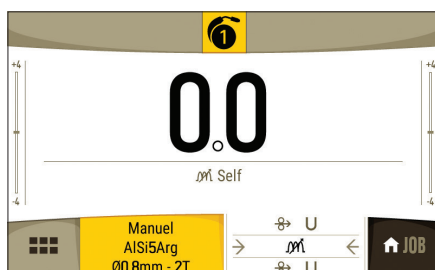 1
+4
+4
0.0
Self
-4
-4
Manuel
AlSi5Arg
Ø0.8mm - 2T
U
U
JOB